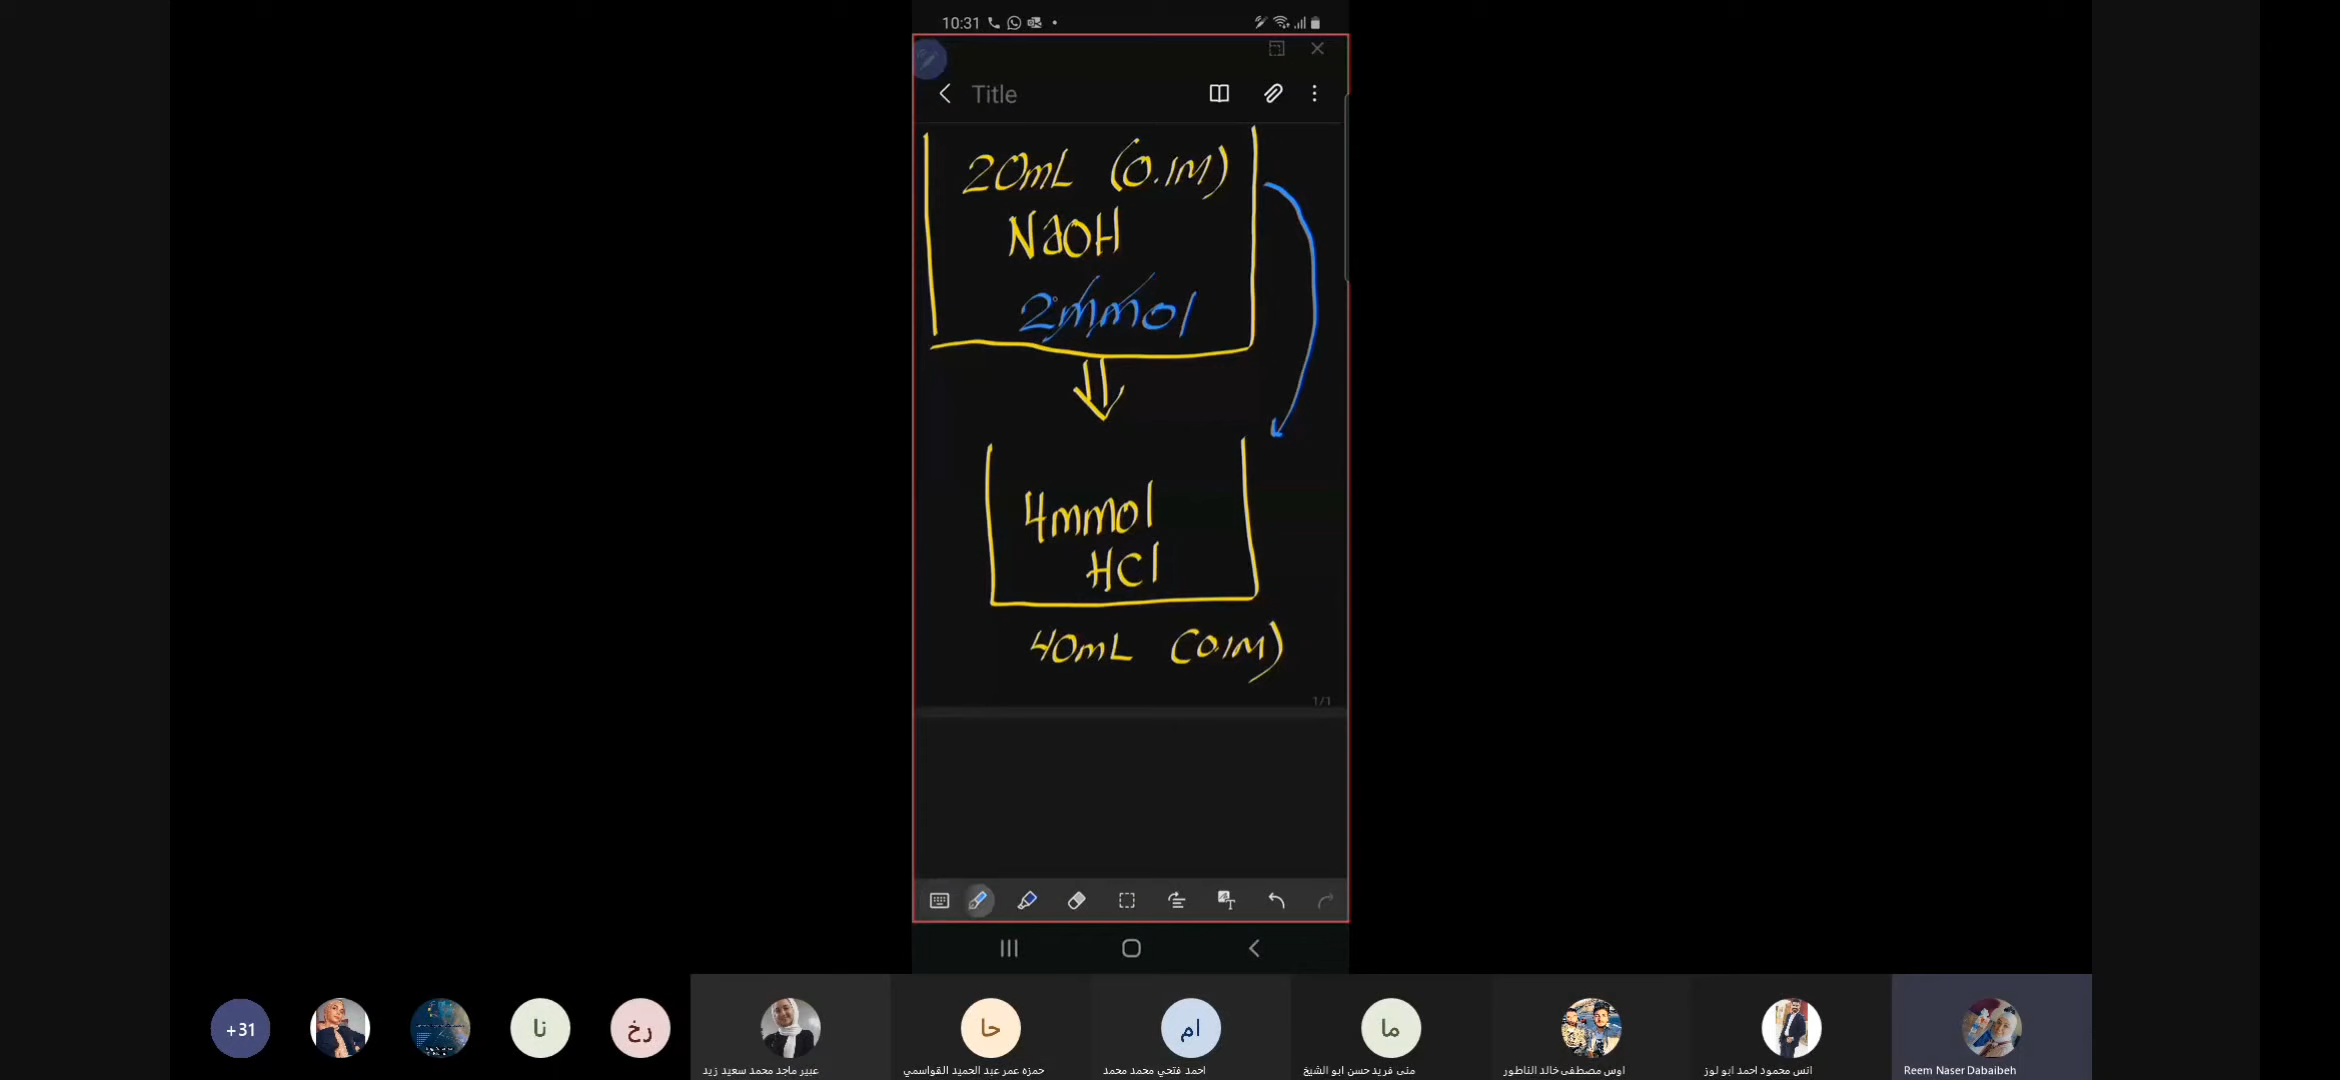 10:31
Title
20mL (0.1M)
NaOH
2mmol
4mmol
HCl
40mL (0.1M)
1/1
+31
نا
رخ
حا
ام
ما
عبير ماجد محمد سعيد زيد
حمزه عمر عبد الحميد القواسمي
احمد فتحي محمد محمد
منى فريد حسن ابو الشيخ
اوس مصطفى خالد الناطور
انس محمود احمد ابو لوز
Reem Naser Dabaibeh